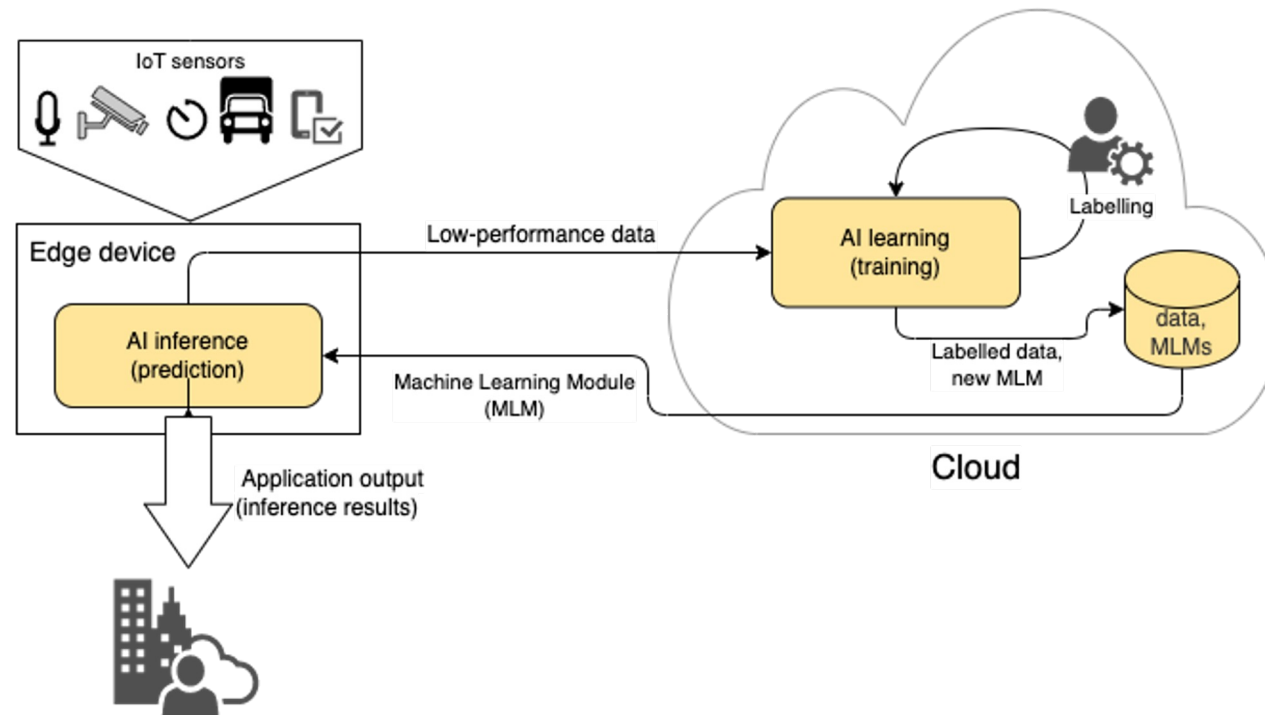 IoT sensors
Edge device
AI inference
(prediction)
Low-performance data
Machine Learning Module
(MLM)
Application output
(inference results)
AI learning
(training)
Labelling
Labelled data,
new MLM
data,
MLMs
Cloud